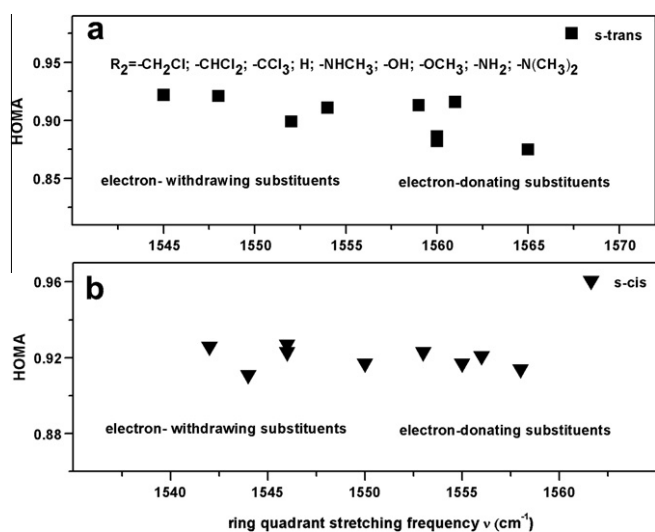 a
s-trans
R₂=-CH₂Cl; -CHCl₂; -CCl₃; H; -NHCH₃; -OH; -OCH₃; -NH₂; -N(CH₃)₂
0.95
0.90
0.85
HOMA
electron- withdrawing substituents
electron-donating substituents
1545 1550 1555 1560 1565 1570
b
s-cis
0.96
0.92
0.88
HOMA
electron- withdrawing substituents
electron-donating substituents
1540 1545 1550 1555 1560
ring quadrant stretching frequency ν (cm⁻¹)